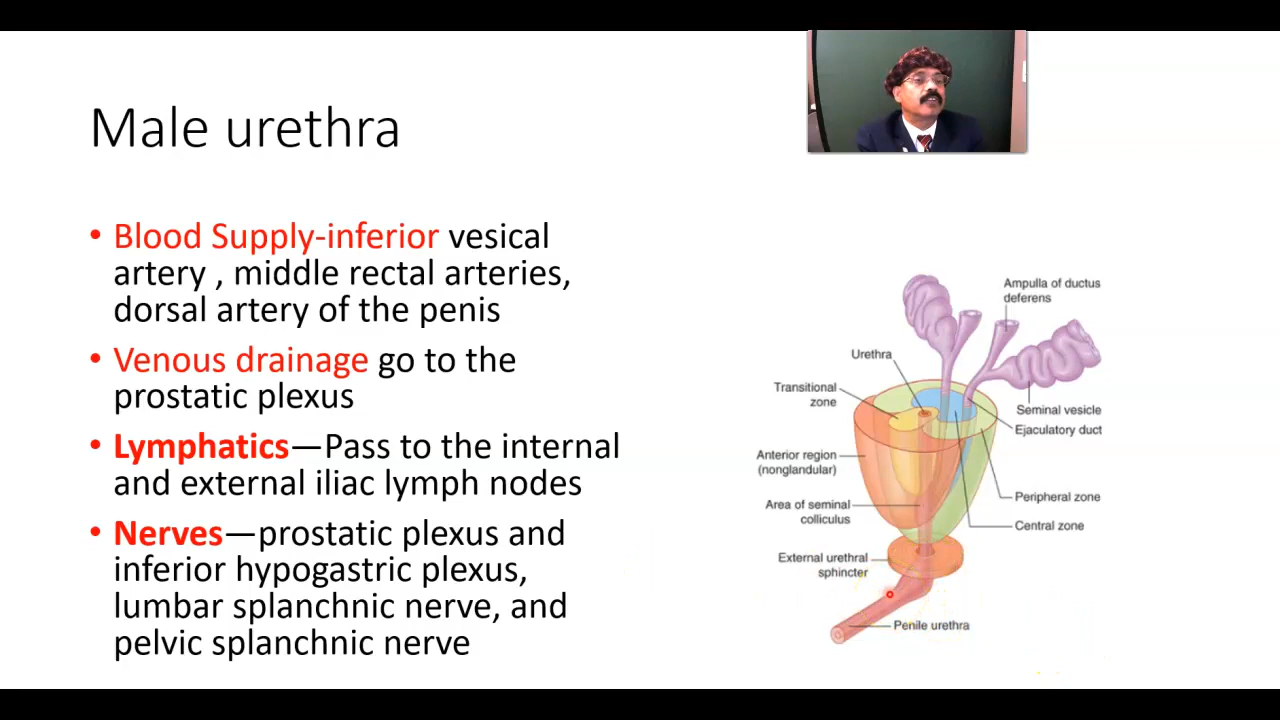 Male urethra
• Blood Supply-inferior vesical
artery , middle rectal arteries,
dorsal artery of the penis
• Venous drainage go to the
prostatic plexus
• Lymphatics—Pass to the internal
and external iliac lymph nodes
• Nerves—prostatic plexus and
inferior hypogastric plexus,
lumbar splanchnic nerve, and
pelvic splanchnic nerve
Ampulla of ductus
deferens
Urethra
Transitional
zone
Seminal vesicle
Ejaculatory duct
Anterior region
(nonglandular)
Peripheral zone
Area of seminal
colliculus
Central zone
External urethral
sphincter
Penile urethra